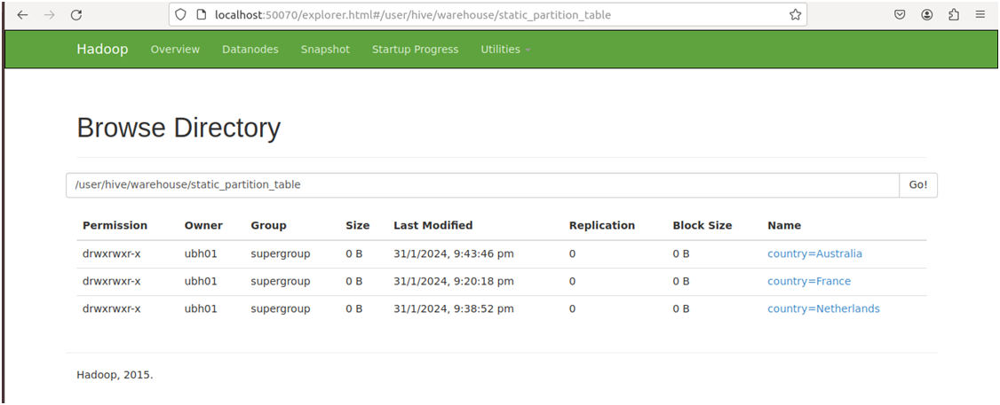 localhost:50070/explorer.html#/user/hive/warehouse/static_partition_table
Hadoop Overview Datanodes Snapshot Startup Progress Utilities
Browse Directory
/user/hive/warehouse/static_partition_table Go!
Permission Owner Group Size Last Modified Replication Block Size Name
drwxrwxr-x ubh01 supergroup 0 B 31/1/2024, 9:43:46 pm 0 0 B country=Australia
drwxrwxr-x ubh01 supergroup 0 B 31/1/2024, 9:20:18 pm 0 0 B country=France
drwxrwxr-x ubh01 supergroup 0 B 31/1/2024, 9:38:52 pm 0 0 B country=Netherlands
Hadoop, 2015.